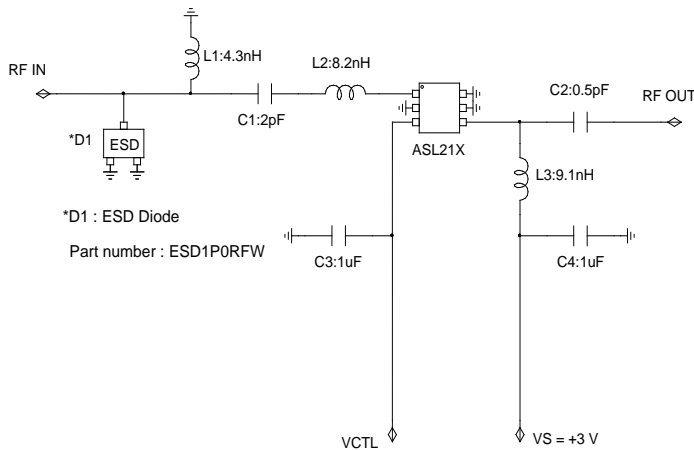 L1:4.3nH
RF IN
L2:8.2nH
C2:0.5pF
RF OUT
C1:2pF
*D1
ESD
ASL21X
L3:9.1nH
*D1 : ESD Diode
Part number : ESD1P0RFW
C3:1uF
C4:1uF
VCTL
VS = +3 V